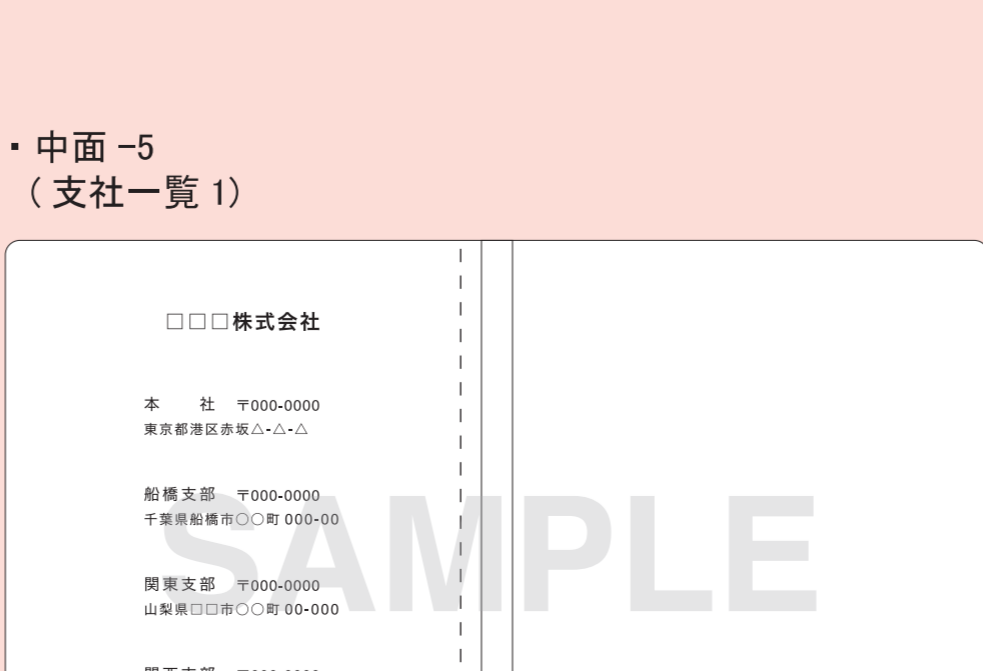 ・中面 -5
( 支社一覧 1)
□□□株式会社
本　　社　〒000-0000
東京都港区赤坂△-△-△
船橋支部　〒000-0000
千葉県船橋市○○町 000-00
SAMPLE
関東支部　〒000-0000
山梨県□□市○○町 00-000